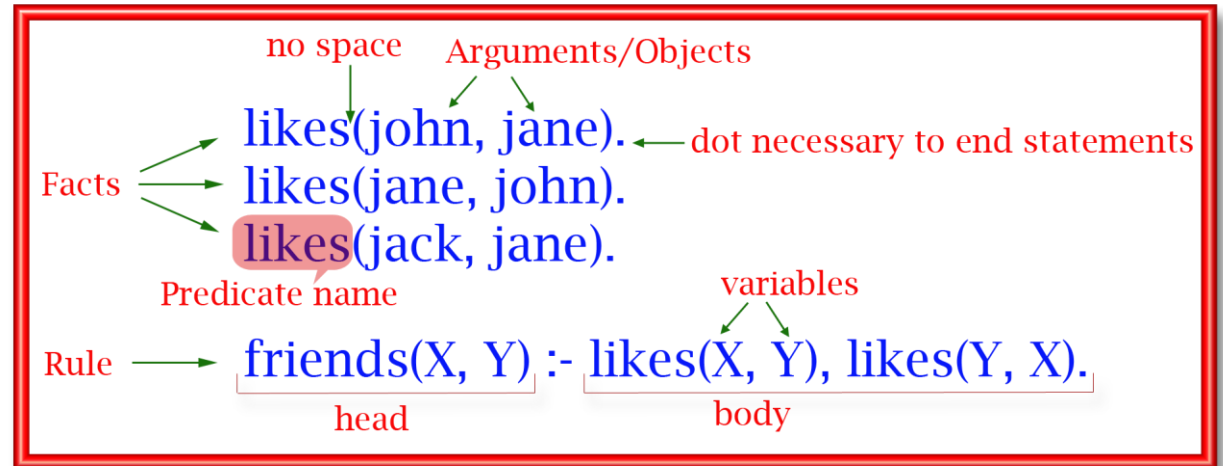 no space Arguments/Objects
likes(john, jane). dot necessary to end statements
Facts likes(jane, john).
likes(jack, jane).
Predicate name
variables
Rule friends(X, Y) :- likes(X, Y), likes(Y, X).
head body